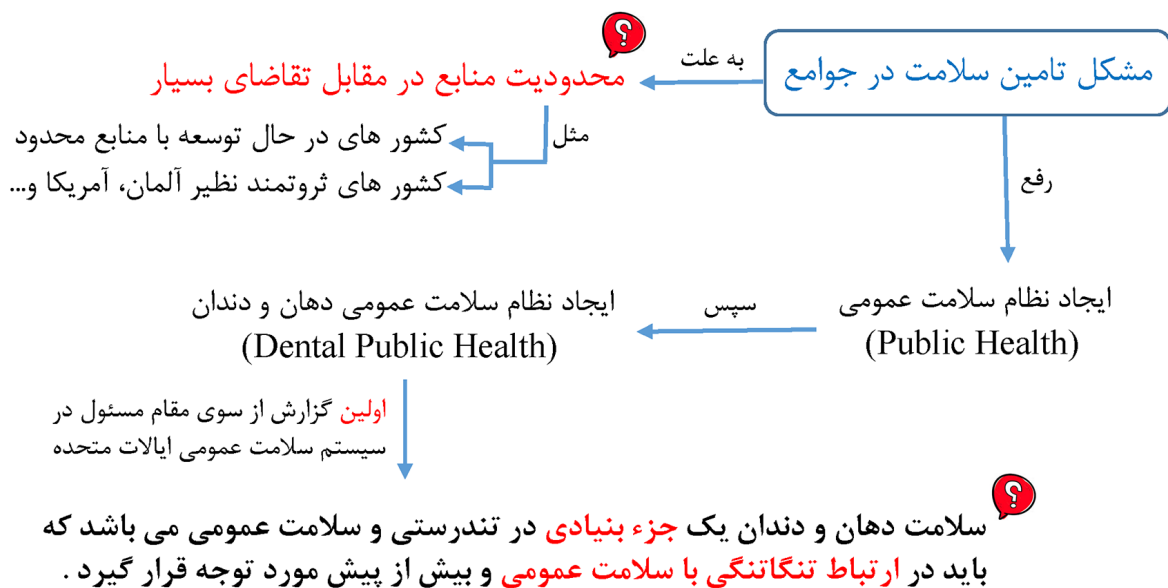 مشکل تامین سلامت در جوامع
به علت
محدودیت منابع در مقابل تقاضای بسیار
مثل
کشور های در حال توسعه با منابع محدود
کشور های ثروتمند نظیر آلمان، آمریکا و...
رفع
ایجاد نظام سلامت عمومی
(Public Health)
سپس
ایجاد نظام سلامت عمومی دهان و دندان
(Dental Public Health)
اولین گزارش از سوی مقام مسئول در
سیستم سلامت عمومی ایالات متحده
سلامت دهان و دندان یک جزء بنیادی در تندرستی و سلامت عمومی می باشد که
باید در ارتباط تنگاتنگی با سلامت عمومی و بیش از پیش مورد توجه قرار گیرد .